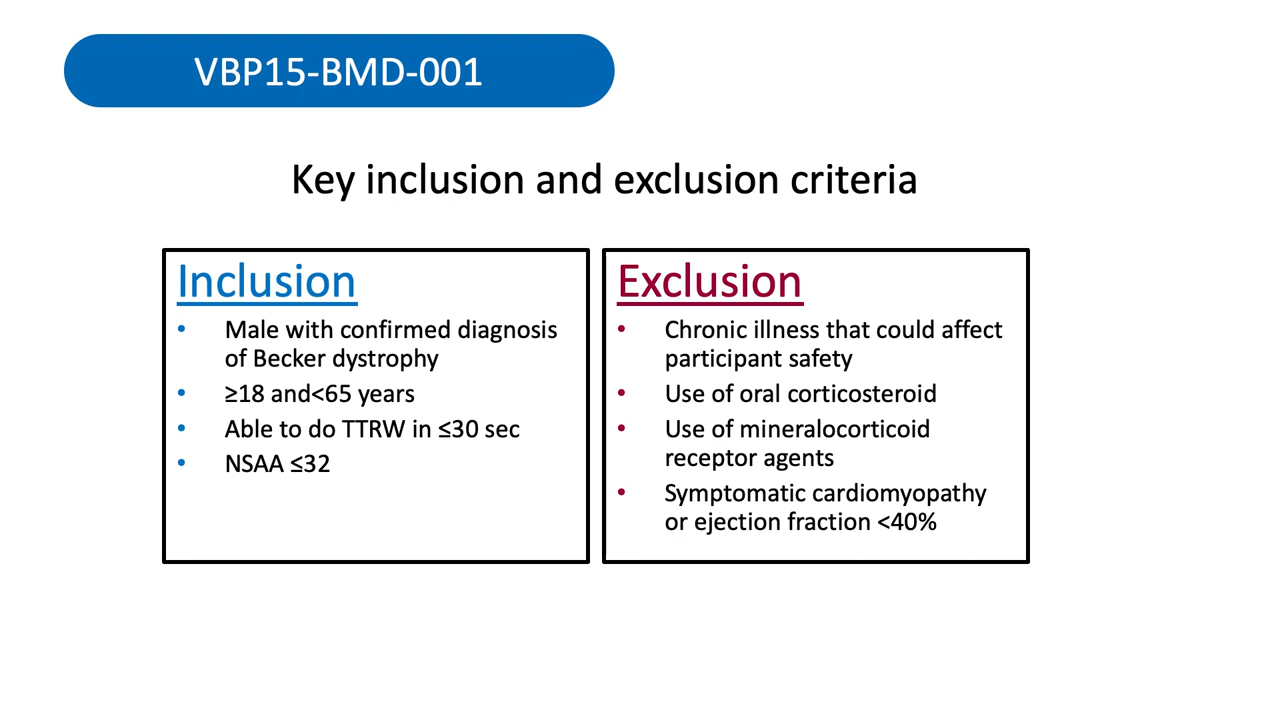 VBP15-BMD-001
Key inclusion and exclusion criteria
Inclusion
• Male with confirmed diagnosis
of Becker dystrophy
• ≥18 and<65 years
• Able to do TTRW in ≤30 sec
• NSAA ≤32
Exclusion
• Chronic illness that could affect
participant safety
• Use of oral corticosteroid
• Use of mineralocorticoid
receptor agents
• Symptomatic cardiomyopathy
or ejection fraction <40%